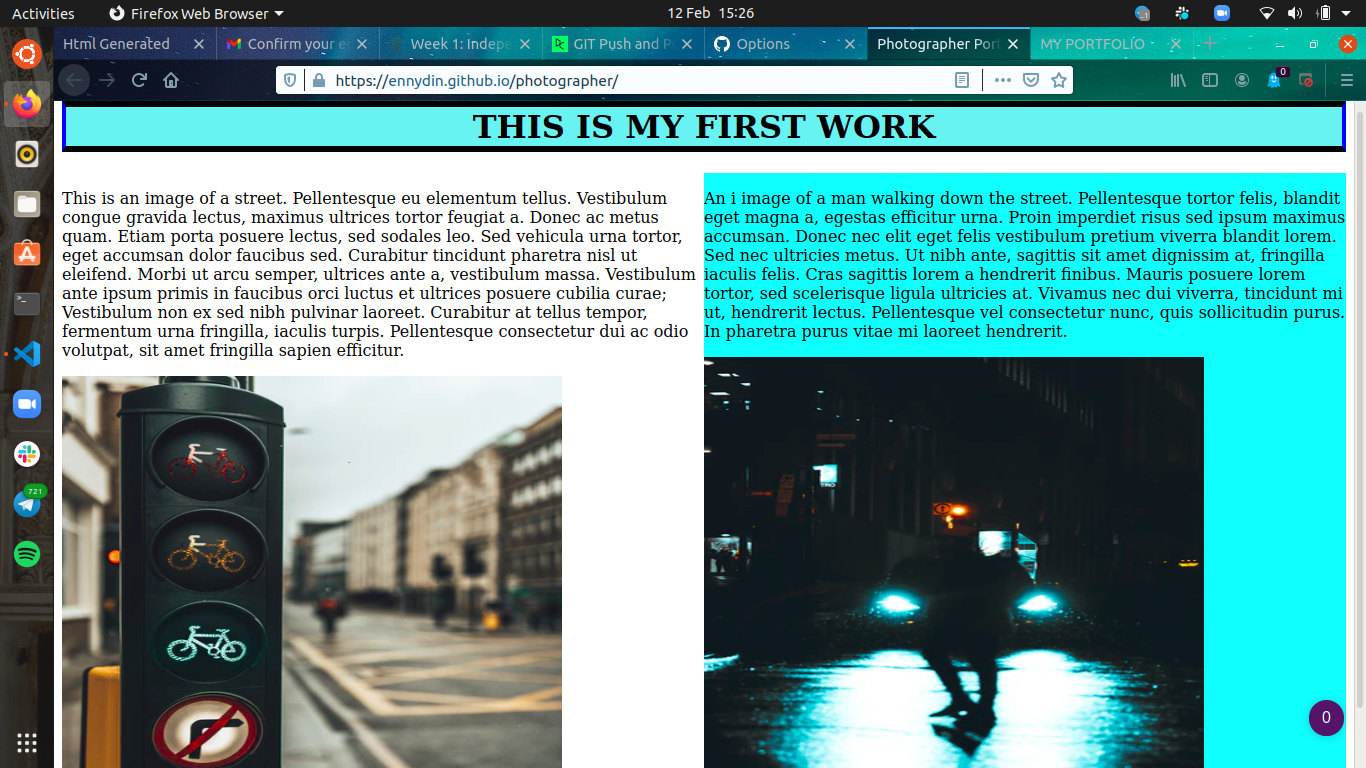 Activities
Firefox Web Browser
12 Feb 15:26
Html Generated
Confirm your e
Week 1: Indepe
GIT Push and P
Options
Photographer Port
MY PORTFOLIO -
https://ennydin.github.io/photographer/
0
THIS IS MY FIRST WORK
This is an image of a street. Pellentesque eu elementum tellus. Vestibulum
congue gravida lectus, maximus ultrices tortor feugiat a. Donec ac metus
quam. Etiam porta posuere lectus, sed sodales leo. Sed vehicula urna tortor,
eget accumsan dolor faucibus sed. Curabitur tincidunt pharetra nisl ut
eleifend. Morbi ut arcu semper, ultrices ante a, vestibulum massa. Vestibulum
ante ipsum primis in faucibus orci luctus et ultrices posuere cubilia curae;
Vestibulum non ex sed nibh pulvinar laoreet. Curabitur at tellus tempor,
fermentum urna fringilla, iaculis turpis. Pellentesque consectetur dui ac odio
volutpat, sit amet fringilla sapien efficitur.
An i image of a man walking down the street. Pellentesque tortor felis, blandit
eget magna a, egestas efficitur urna. Proin imperdiet risus sed ipsum maximus
accumsan. Donec nec elit eget felis vestibulum pretium viverra blandit lorem.
Sed nec ultricies metus. Ut nibh ante, sagittis sit amet dignissim at, fringilla
iaculis felis. Cras sagittis lorem a hendrerit finibus. Mauris posuere lorem
tortor, sed scelerisque ligula ultricies at. Vivamus nec dui viverra, tincidunt mi
ut, hendrerit lectus. Pellentesque vel consectetur nunc, quis sollicitudin purus.
In pharetra purus vitae mi laoreet hendrerit.
721
0